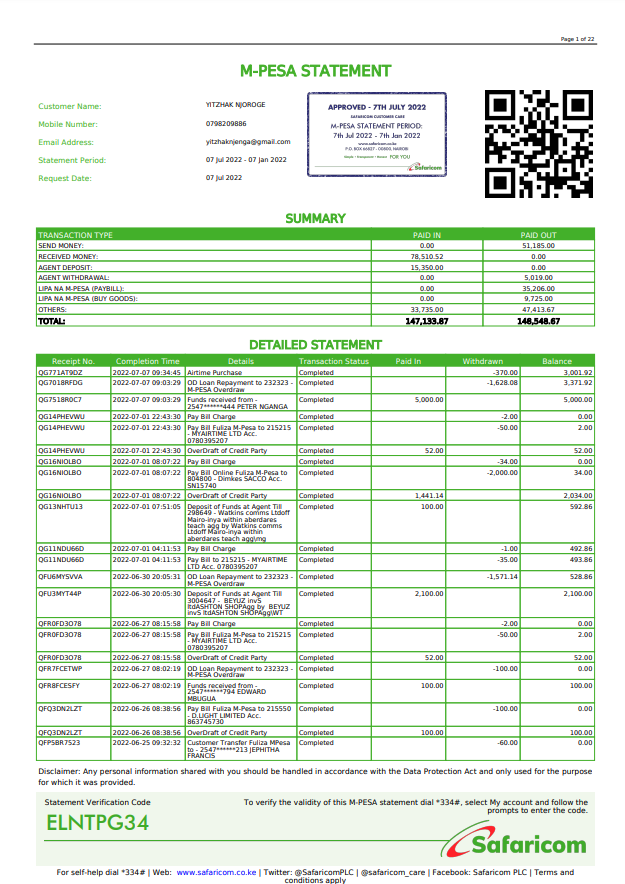 Page 1 of 22
M-PESA STATEMENT
Customer Name: YITZHAK NJOROGE
Mobile Number: 0798209886
Email Address: yitzhaknjenga@gmail.com
Statement Period: 07 Jul 2022 - 07 Jan 2022
Request Date: 07 Jul 2022
APPROVED - 7TH JULY 2022
SAFARICOM CUSTOMER CARE
M-PESA STATEMENT PERIOD:
7th Jul 2022 - 7th Jan 2022
www.safaricom.co.ke
P.O. BOX 66827 - 00800, NAIROBI
Simple · Transparent · Honest FOR YOU
Safaricom
SUMMARY
TRANSACTION TYPE PAID IN PAID OUT
SEND MONEY: 0.00 51,185.00
RECEIVED MONEY: 78,510.52 0.00
AGENT DEPOSIT: 15,350.00 0.00
AGENT WITHDRAWAL: 0.00 5,019.00
LIPA NA M-PESA (PAYBILL): 0.00 35,206.00
LIPA NA M-PESA (BUY GOODS): 0.00 9,725.00
OTHERS: 33,735.00 47,413.67
TOTAL: 147,133.87 148,548.67
DETAILED STATEMENT
Receipt No. Completion Time Details Transaction Status Paid In Withdrawn Balance
QG771AT9DZ 2022-07-07 09:34:45 Airtime Purchase Completed -370.00 3,001.92
QG7018RFDG 2022-07-07 09:03:29 OD Loan Repayment to 232323 - Completed -1,628.08 3,371.92
M-PESA Overdraw
QG7518R0C7 2022-07-07 09:03:29 Funds received from - Completed 5,000.00 5,000.00
2547******444 PETER NGANGA
QG14PHEVWU 2022-07-01 22:43:30 Pay Bill Charge Completed -2.00 0.00
QG14PHEVWU 2022-07-01 22:43:30 Pay Bill Fuliza M-Pesa to 215215 Completed -50.00 2.00
- MYAIRTIME LTD Acc.
0780395207
QG14PHEVWU 2022-07-01 22:43:30 OverDraft of Credit Party Completed 52.00 52.00
QG16NIOLBO 2022-07-01 08:07:22 Pay Bill Charge Completed -34.00 0.00
QG16NIOLBO 2022-07-01 08:07:22 Pay Bill Online Fuliza M-Pesa to Completed -2,000.00 34.00
804800 - Dimkes SACCO Acc.
SN15740
QG16NIOLBO 2022-07-01 08:07:22 OverDraft of Credit Party Completed 1,441.14 2,034.00
QG13NHTU13 2022-07-01 07:51:05 Deposit of Funds at Agent Till Completed 100.00 592.86
298649 - Watkins comms Ltdoff
Mairo-inya within aberdares
teach agg by Watkins comms
Ltdoff Mairo-inya within
aberdares teach agg\mg
QG11NDU66D 2022-07-01 04:11:53 Pay Bill Charge Completed -1.00 492.86
QG11NDU66D 2022-07-01 04:11:53 Pay Bill to 215215 - MYAIRTIME Completed -35.00 493.86
LTD Acc. 0780395207
QFU6MYSVVA 2022-06-30 20:05:31 OD Loan Repayment to 232323 - Completed -1,571.14 528.86
M-PESA Overdraw
QFU3MYT44P 2022-06-30 20:05:30 Deposit of Funds at Agent Till Completed 2,100.00 2,100.00
3004647 - BEYUZ invS
ltdASHTON SHOPAgg by BEYUZ
invS ltdASHTON SHOPAgg\WT
QFR0FD3O78 2022-06-27 08:15:58 Pay Bill Charge Completed -2.00 0.00
QFR0FD3O78 2022-06-27 08:15:58 Pay Bill Fuliza M-Pesa to 215215 Completed -50.00 2.00
- MYAIRTIME LTD Acc.
0780395207
QFR0FD3O78 2022-06-27 08:15:58 OverDraft of Credit Party Completed 52.00 52.00
QFR7FCETWP 2022-06-27 08:02:19 OD Loan Repayment to 232323 - Completed -100.00 0.00
M-PESA Overdraw
QFR8FCESFY 2022-06-27 08:02:19 Funds received from - Completed 100.00 100.00
2547******794 EDWARD
MBUGUA
QFQ3DN2LZT 2022-06-26 08:38:56 Pay Bill Fuliza M-Pesa to 215550 Completed -100.00 0.00
- D.LIGHT LIMITED Acc.
863745730
QFQ3DN2LZT 2022-06-26 08:38:56 OverDraft of Credit Party Completed 100.00 100.00
QFP5BR7523 2022-06-25 09:32:32 Customer Transfer Fuliza MPesa Completed -60.00 0.00
to - 2547******213 JEPHITHA
FRANCIS
Disclaimer: Any personal information shared with you should be handled in accordance with the Data Protection Act and only used for the purpose
for which it was provided.
Statement Verification Code
ELNTPG34
To verify the validity of this M-PESA statement dial *334#, select My account and follow the
prompts to enter the code.
Safaricom
For self-help dial *334# | Web: www.safaricom.co.ke | Twitter: @SafaricomPLC | @safaricom_care | Facebook: Safaricom PLC | Terms and
conditions apply